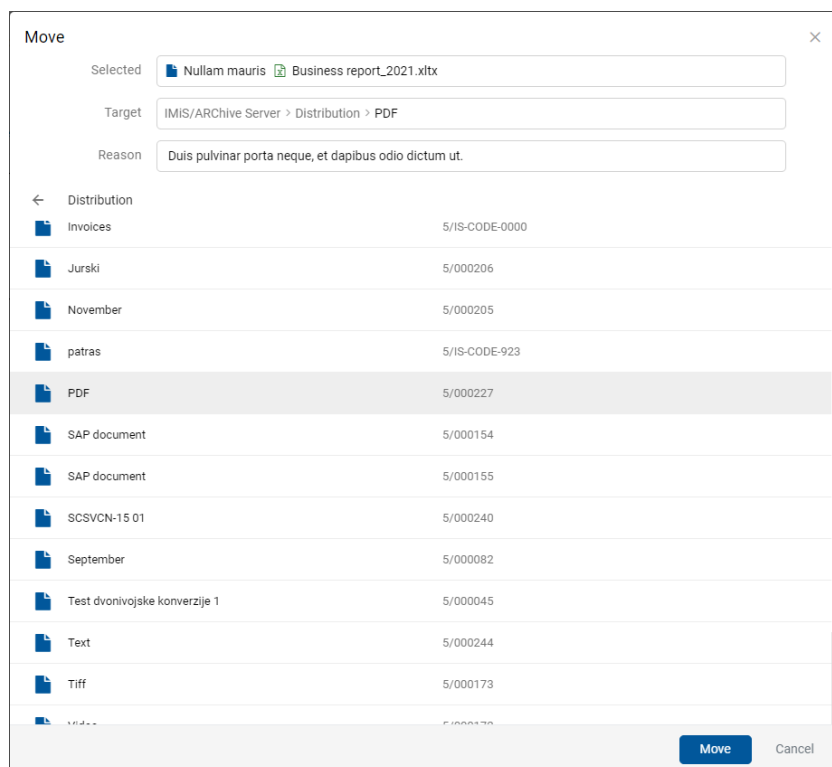 Move
Selected Nullam mauris Business report_2021.xltx
Target IMiS/ARChive Server > Distribution > PDF
Reason Duis pulvinar porta neque, et dapibus odio dictum ut.
Distribution
Invoices 5/IS-CODE-0000
Jurski 5/000206
November 5/000205
patras 5/IS-CODE-923
PDF 5/000227
SAP document 5/000154
SAP document 5/000155
SCSVCN-15 01 5/000240
September 5/000082
Test dvonivojske konverzije 1 5/000045
Text 5/000244
Tiff 5/000173
Video
Move Cancel